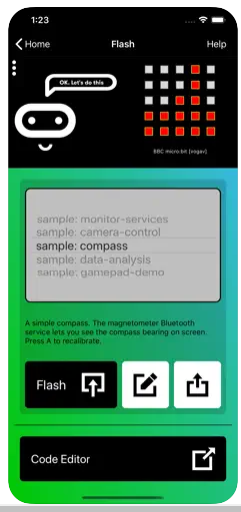 1:23
Home
Flash
Help
OK. Let's do this
BBC micro:bit [vogav]
sample: monitor-services
sample: camera-control
sample: compass
sample: data-analysis
sample: gamepad-demo
A simple compass. The magnetometer Bluetooth
service lets you see the compass bearing on screen.
Press A to recalibrate.
Flash
Code Editor